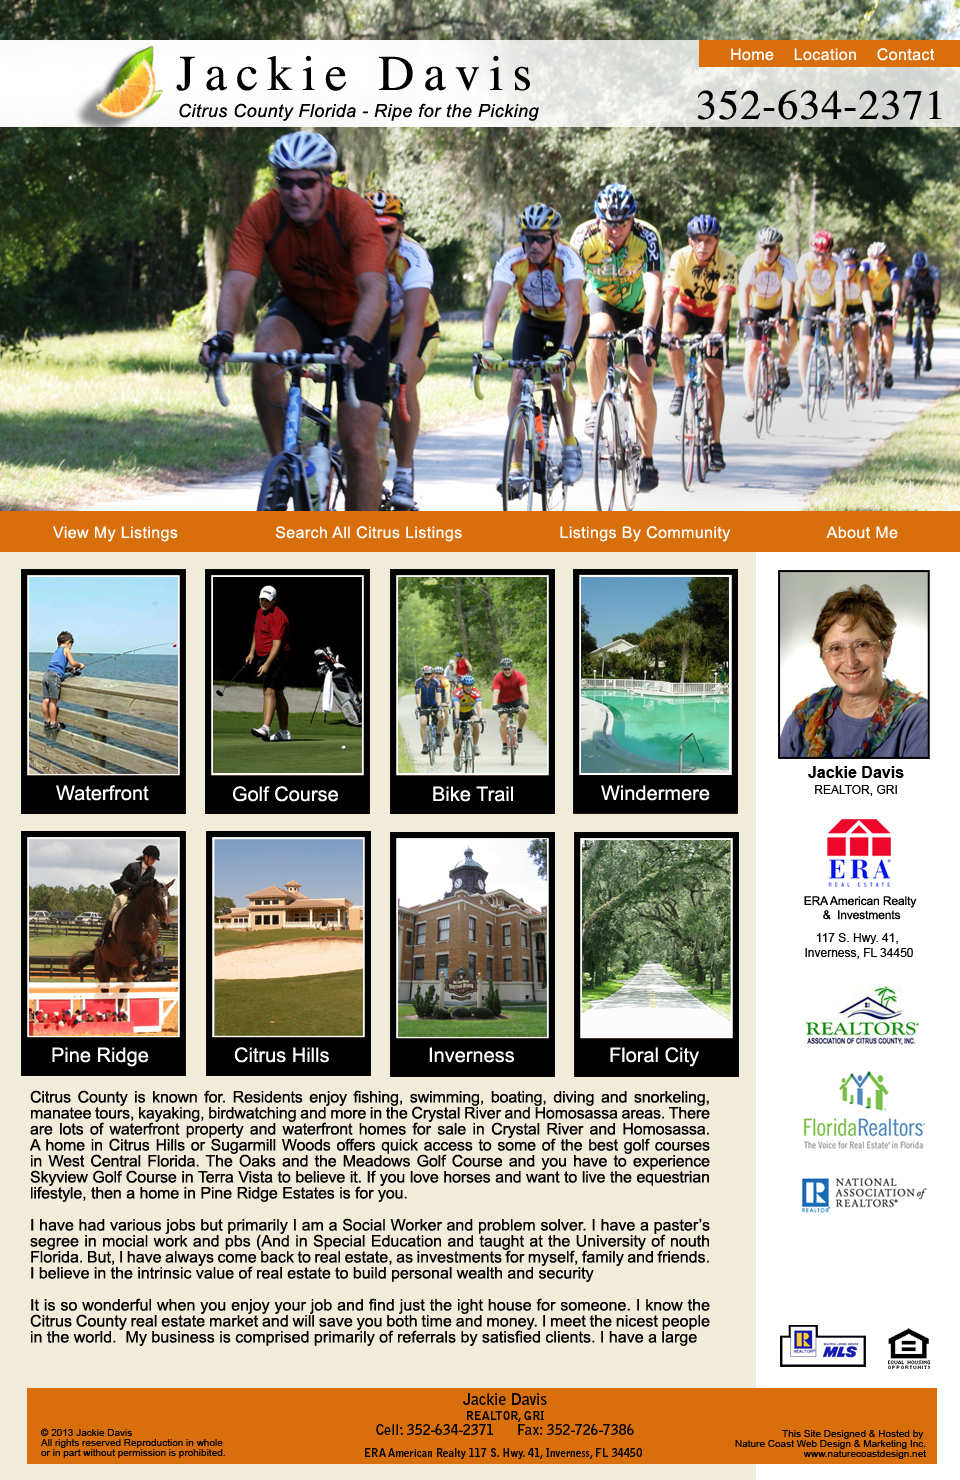 Home Location Contact
Jackie Davis
Citrus County Florida - Ripe for the Picking
352-634-2371
View My Listings
Search All Citrus Listings
Listings By Community
About Me
Waterfront
Golf Course
Bike Trail
Windermere
Pine Ridge
Citrus Hills
Inverness
Floral City
Jackie Davis
REALTOR, GRI
ERA
REAL ESTATE
ERA American Realty
& Investments
117 S. Hwy. 41,
Inverness, FL 34450
REALTORS®
ASSOCIATION OF CITRUS COUNTY, INC.
FloridaRealtors®
The Voice for Real Estate® in Florida
REALTOR®
NATIONAL
ASSOCIATION of
REALTORS®
REALTOR®
MLS
EQUAL HOUSING
OPPORTUNITY
Citrus County is known for. Residents enjoy fishing, swimming, boating, diving and snorkeling,
manatee tours, kayaking, birdwatching and more in the Crystal River and Homosassa areas. There
are lots of waterfront property and waterfront homes for sale in Crystal River and Homosassa.
A home in Citrus Hills or Sugarmill Woods offers quick access to some of the best golf courses
in West Central Florida. The Oaks and the Meadows Golf Course and you have to experience
Skyview Golf Course in Terra Vista to believe it. If you love horses and want to live the equestrian
lifestyle, then a home in Pine Ridge Estates is for you.
I have had various jobs but primarily I am a Social Worker and problem solver. I have a paster's
segree in mocial work and pbs (And in Special Education and taught at the University of nouth
Florida. But, I have always come back to real estate, as investments for myself, family and friends.
I believe in the intrinsic value of real estate to build personal wealth and security
It is so wonderful when you enjoy your job and find just the ight house for someone. I know the
Citrus County real estate market and will save you both time and money. I meet the nicest people
in the world. My business is comprised primarily of referrals by satisfied clients. I have a large
© 2013 Jackie Davis
All rights reserved Reproduction in whole
or in part without permission is prohibited.
Jackie Davis
REALTOR, GRI
Cell: 352-634-2371 Fax: 352-726-7386
ERA American Realty 117 S. Hwy. 41, Inverness, FL 34450
This Site Designed & Hosted by
Nature Coast Web Design & Marketing Inc.
www.naturecoastdesign.net